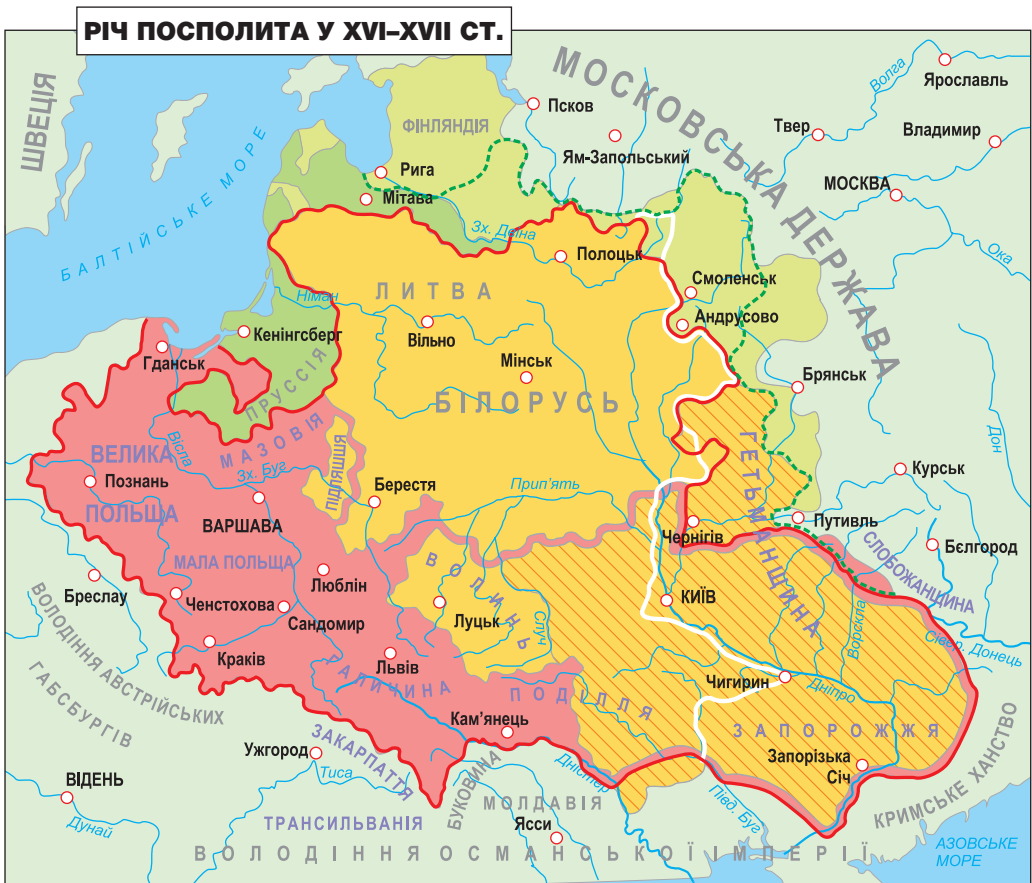 РІЧ ПОСПОЛИТА У XVI–XVII СТ.
ШВЕЦІЯ
БАЛТІЙСЬКЕ МОРЕ
ФІНЛЯНДІЯ
МОСКОВСЬКА ДЕРЖАВА
Псков
Ям-Запольський
Волга
Ярославль
Твер
Владимир
МОСКВА
Ока
Рига
Мітава
Зх. Двіна
Полоцьк
Смоленськ
Андрусово
ЛИТВА
Німан
Вільно
Кенінгсберг
Гданськ
ПРУССІЯ
Мінськ
БІЛОРУСЬ
Брянськ
Дон
МАЗОВІЯ
ВЕЛИКА
ПОЛЬЩА
Вісла
Зх. Буг
Познань
ВАРШАВА
ПІДЛЯШШЯ
Берестя
Прип'ять
ГЕТЬМАНЩИНА
Курськ
Чернігів
Путивль
СЛОБОЖАНЩИНА
Бєлгород
МАЛА ПОЛЬЩА
Люблін
ВОЛИНЬ
Бреслау
Ченстохова
Сандомир
Луцьк
Случ
КИЇВ
Ворскла
Сівер. Донець
ВОЛОДІННЯ АВСТРІЙСЬКИХ
ГАБСБУРГІВ
Краків
Львів
ГАЛИЧИНА
ПОДІЛЛЯ
Чигирин
Дніпро
ЗАПОРОЖЖЯ
Кам'янець
Запорізька
Січ
Ужгород
ЗАКАРПАТТЯ
Тиса
БУКОВИНА
Дністер
Півд. Буг
КРИМСЬКЕ ХАНСТВО
ВІДЕНЬ
Дунай
ТРАНСИЛЬВАНІЯ
МОЛДАВІЯ
Ясси
ВОЛОДІННЯ ОСМАНСЬКОЇ ІМПЕРІЇ
АЗОВСЬКЕ
МОРЕ